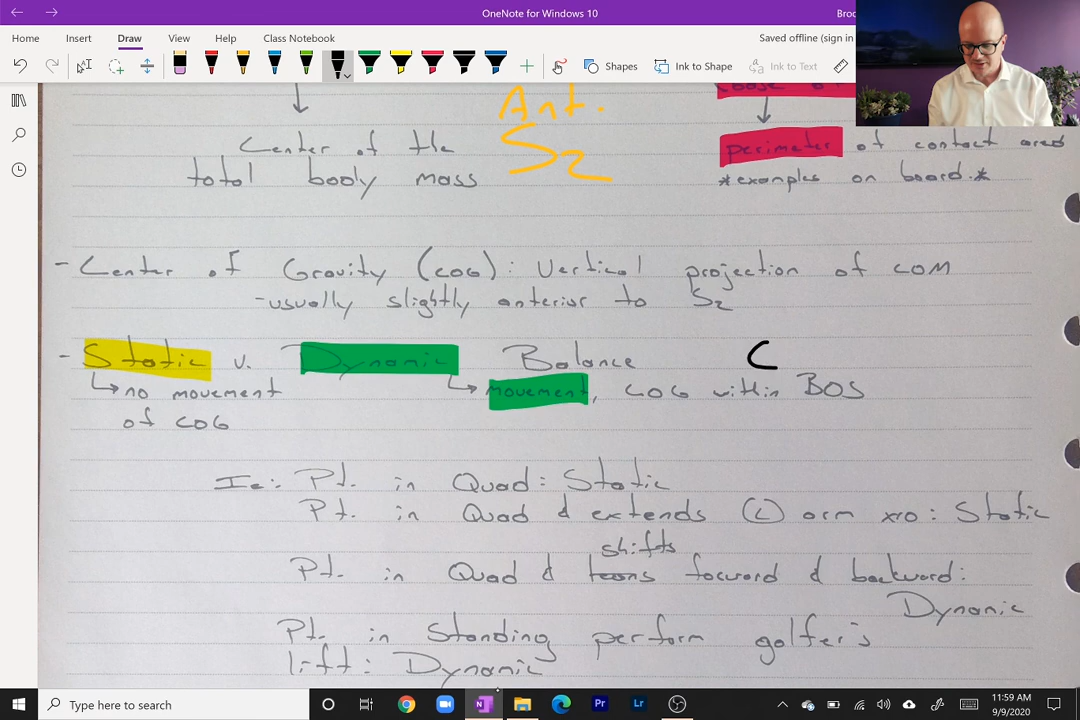 OneNote for Windows 10
Broc
Home Insert Draw View Help Class Notebook
Saved offline (sign in
Shapes Ink to Shape Ink to Text
Ant.
S2
Center of the
total body mass
perimeter of contact area
*examples on board.*
- Center of Gravity (COG): Vertical projection of COM
-usually slightly anterior to S2
- Static v. Dynamic Balance C
↳ no movement
of COG
↳ movement, COG within BOS
Ie: Pt. in Quad: Static
Pt. in Quad & extends (L) arm x10: Static
shifts
Pt. in Quad & forward & backward:
Dynamic
Pt. in Standing perform golfer's
lift: Dynamic
Type here to search
11:59 AM
9/9/2020